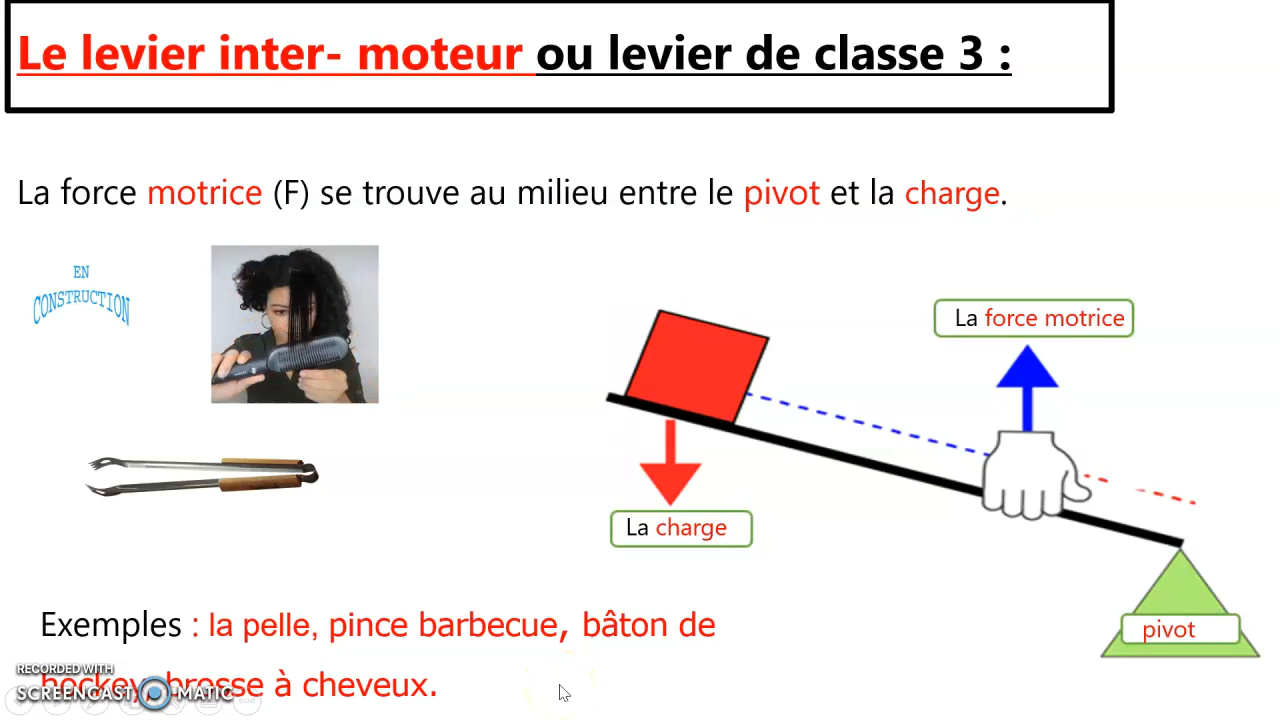 Le levier inter- moteur ou levier de classe 3 :
La force motrice (F) se trouve au milieu entre le pivot et la charge.
EN
CONSTRUCTION
La force motrice
La charge
pivot
Exemples : la pelle, pince barbecue, bâton de
hockey, brosse à cheveux.
RECORDED WITH
SCREENCAST MATIC